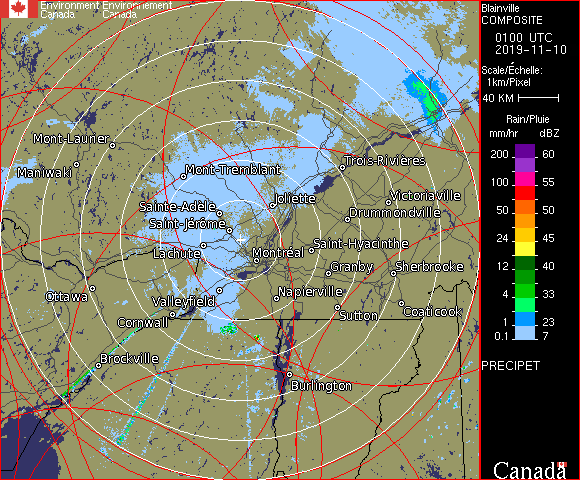 Environment Environnement
Canada Canada
Blainville
COMPOSITE
0100 UTC
2019-11-10
Scale/Échelle:
1km/Pixel
40 KM
Rain/Pluie
mm/hr dBZ
200 60
100 55
50 50
24 45
12 40
4 33
1 23
0.1 7
PRECIPET
Mont-Laurier
Maniwaki
Mont-Tremblant
Trois-Rivières
Sainte-Adèle
Joliette
Victoriaville
Drummondville
Saint-Jérôme
Lachute
Montréal
Saint-Hyacinthe
Granby
Sherbrooke
Ottawa
Valleyfield
Napierville
Cornwall
Sutton
Coaticook
Brockville
Burlington
Canada